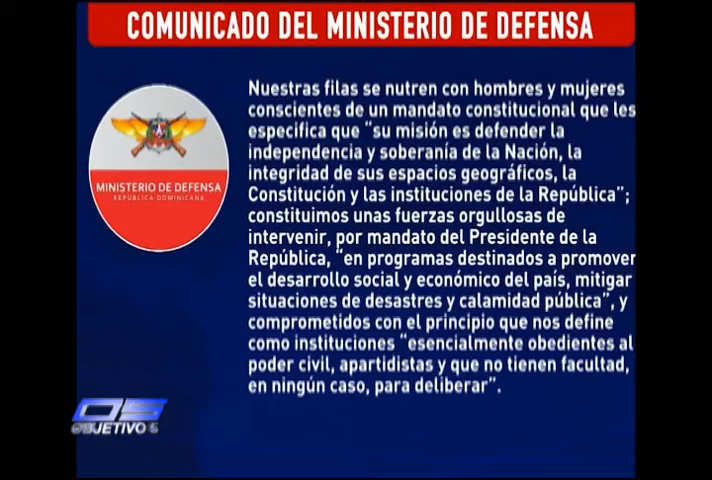 COMUNICADO DEL MINISTERIO DE DEFENSA
MINISTERIO DE DEFENSA
REPÚBLICA DOMINICANA
Nuestras filas se nutren con hombres y mujeres
conscientes de un mandato constitucional que les
especifica que “su misión es defender la
independencia y soberanía de la Nación, la
integridad de sus espacios geográficos, la
Constitución y las instituciones de la República”;
constituimos unas fuerzas orgullosas de
intervenir, por mandato del Presidente de la
República, “en programas destinados a promover
el desarrollo social y económico del país, mitigar
situaciones de desastres y calamidad pública”, y
comprometidos con el principio que nos define
como instituciones “esencialmente obedientes al
poder civil, apartidistas y que no tienen facultad,
en ningún caso, para deliberar”.
O5
OBJETIVO 5